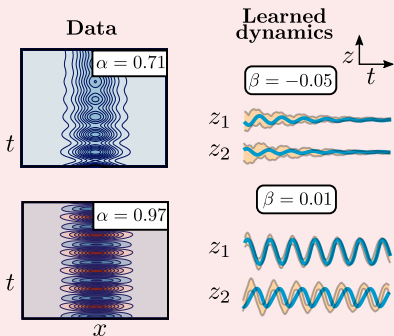 Data
Learned
dynamics
z
t
α = 0.71
t
β = −0.05
z₁
z₂
α = 0.97
t
x
β = 0.01
z₁
z₂